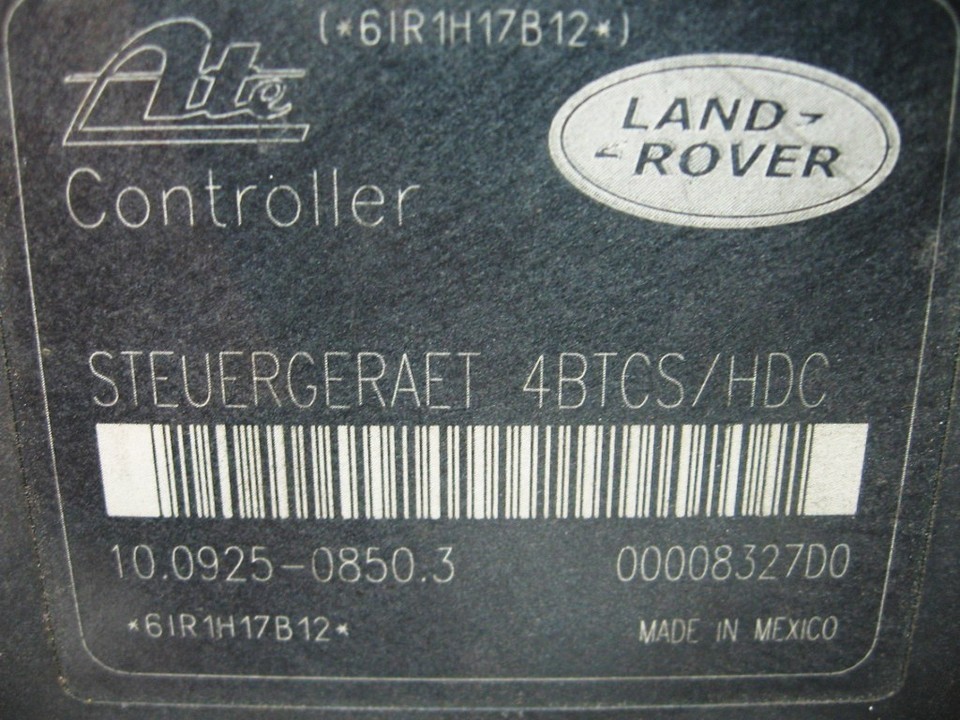 (*6IR1H17B12*)
Ate
LAND
ROVER
Controller
STEUERGERAET 4BTCS/HDC
10.0925-0850.3 00008327D0
*6IR1H17B12* MADE IN MEXICO